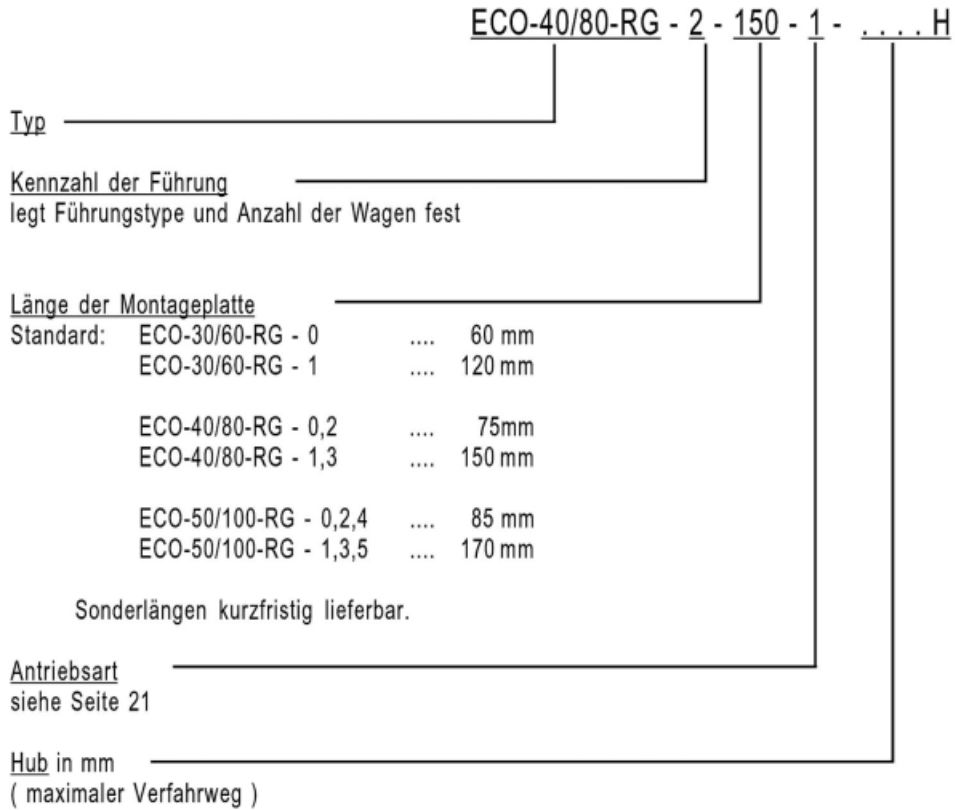 ECO-40/80-RG - 2 - 150 - 1 - . . . . H
Typ
Kennzahl der Führung
legt Führungstype und Anzahl der Wagen fest
Länge der Montageplatte
Standard: ECO-30/60-RG - 0 .... 60 mm
ECO-30/60-RG - 1 .... 120 mm
ECO-40/80-RG - 0,2 .... 75mm
ECO-40/80-RG - 1,3 .... 150 mm
ECO-50/100-RG - 0,2,4 .... 85 mm
ECO-50/100-RG - 1,3,5 .... 170 mm
Sonderlängen kurzfristig lieferbar.
Antriebsart
siehe Seite 21
Hub in mm
( maximaler Verfahrweg )